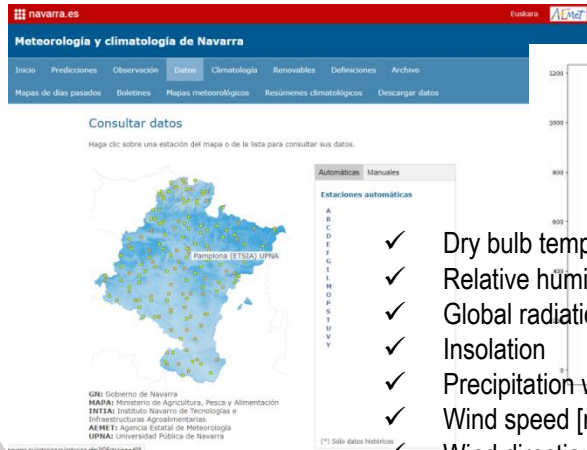 navarra.es
Euskara
AEMet
Meteorología y climatología de Navarra
Inicio Predicciones Observación Datos Climatología Renovables Definiciones Archivo
Mapas de días pasados Boletines Mapas meteorológicos Resúmenes climatológicos Descargar datos
Consultar datos
Haga clic sobre una estación del mapa o de la lista para consultar sus datos.
Automáticas Manuales
Estaciones automáticas
A
B
C
D
E
F
G
I
L
M
O
P
S
T
U
V
Y
Pamplona (ETSIA) UPNA
GN: Gobierno de Navarra
MAPA: Ministerio de Agricultura, Pesca y Alimentación
INTIA: Instituto Navarro de Tecnologías e
Infraestructuras Agroalimentarias
AEMET: Agencia Estatal de Meteorología
UPNA: Universidad Pública de Navarra
(*) Sólo datos históricos
1200
1000
800
600
0
✓ Dry bulb temp
✓ Relative humi
✓ Global radiatio
✓ Insolation
✓ Precipitation
✓ Wind speed